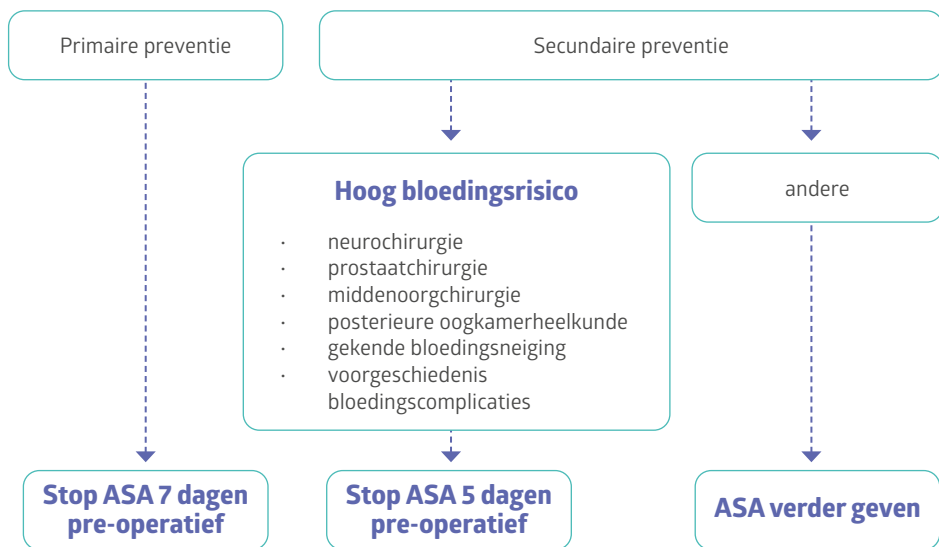 Primaire preventie
Secundaire preventie
Hoog bloedingsrisico
· neurochirurgie
· prostaatchirurgie
· middenoorgchirurgie
· posterieure oogkamerheelkunde
· gekende bloedingsneiging
· voorgeschiedenis
bloedingscomplicaties
andere
Stop ASA 7 dagen
pre-operatief
Stop ASA 5 dagen
pre-operatief
ASA verder geven